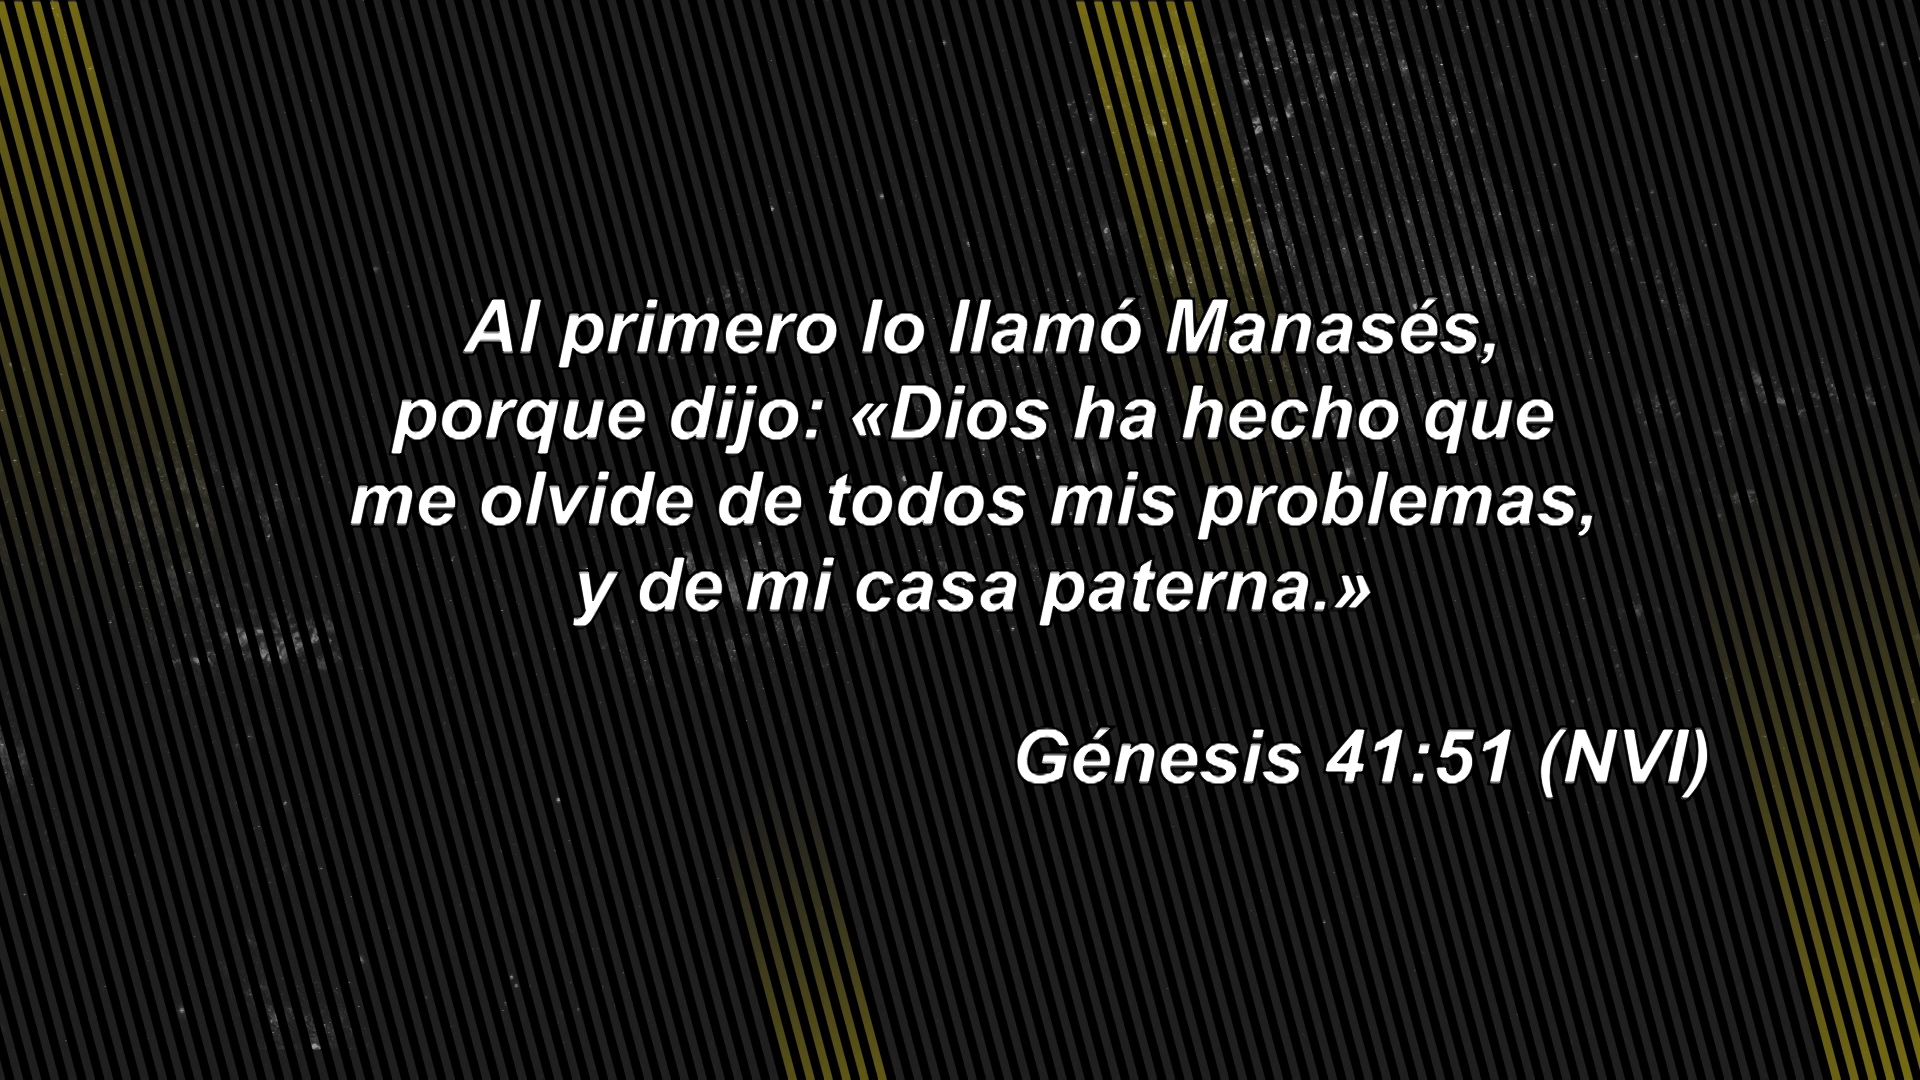 Al primero lo llamó Manasés,
porque dijo: «Dios ha hecho que
me olvide de todos mis problemas,
y de mi casa paterna.»
Génesis 41:51 (NVI)